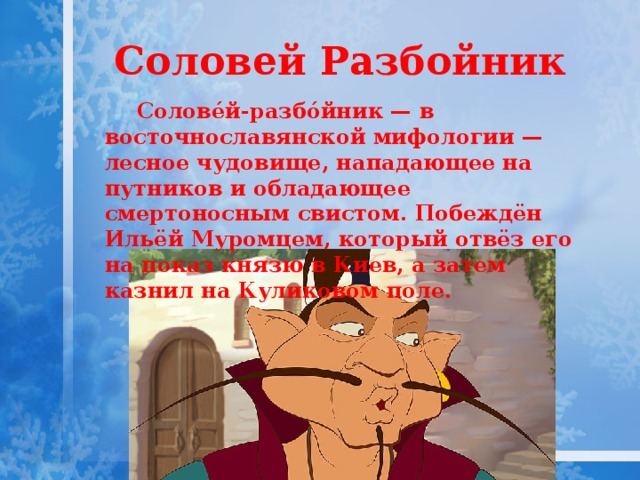 Соловей Разбойник
Солове́й-разбо́йник — в
восточнославянской мифологии —
лесное чудовище, нападающее на
путников и обладающее
смертоносным свистом. Побеждён
Ильёй Муромцем, который отвёз его
на показ князю в Киев, а затем
казнил на Куликовом поле.